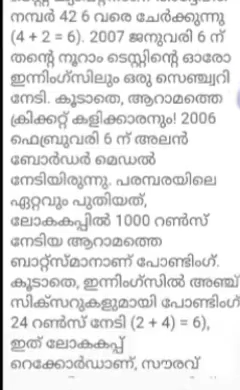 നമ്പർ 42 6 വരെ ചേർക്കുന്നു
(4 + 2 = 6). 2007 ജനുവരി 6 ന്
തന്റെ നൂറാം ടെസ്റ്റിന്റെ ഓരോ
ഇന്നിംഗ്സിലും ഒരു സെഞ്ച്വറി
നേടി. കൂടാതെ, ആറാമത്തെ
ക്രിക്കറ്റ് കളിക്കാരനും! 2006
ഫെബ്രുവരി 6 ന് അലൻ
ബോർഡർ മെഡൽ
നേടിയിരുന്നു. പരമ്പരയിലെ
ഏറ്റവും പുതിയത്,
ലോകകപ്പിൽ 1000 റൺസ്
നേടിയ ആറാമത്തെ
ബാറ്റ്സ്മാനാണ് പോണ്ടിംഗ്.
കൂടാതെ, ഇന്നിംഗ്സിൽ അഞ്ച്
സിക്സറുകളുമായി പോണ്ടിംഗ്
24 റൺസ് നേടി (2 + 4) = 6),
ഇത് ലോകകപ്പ്
റെക്കോർഡാണ്, സൗരവ്